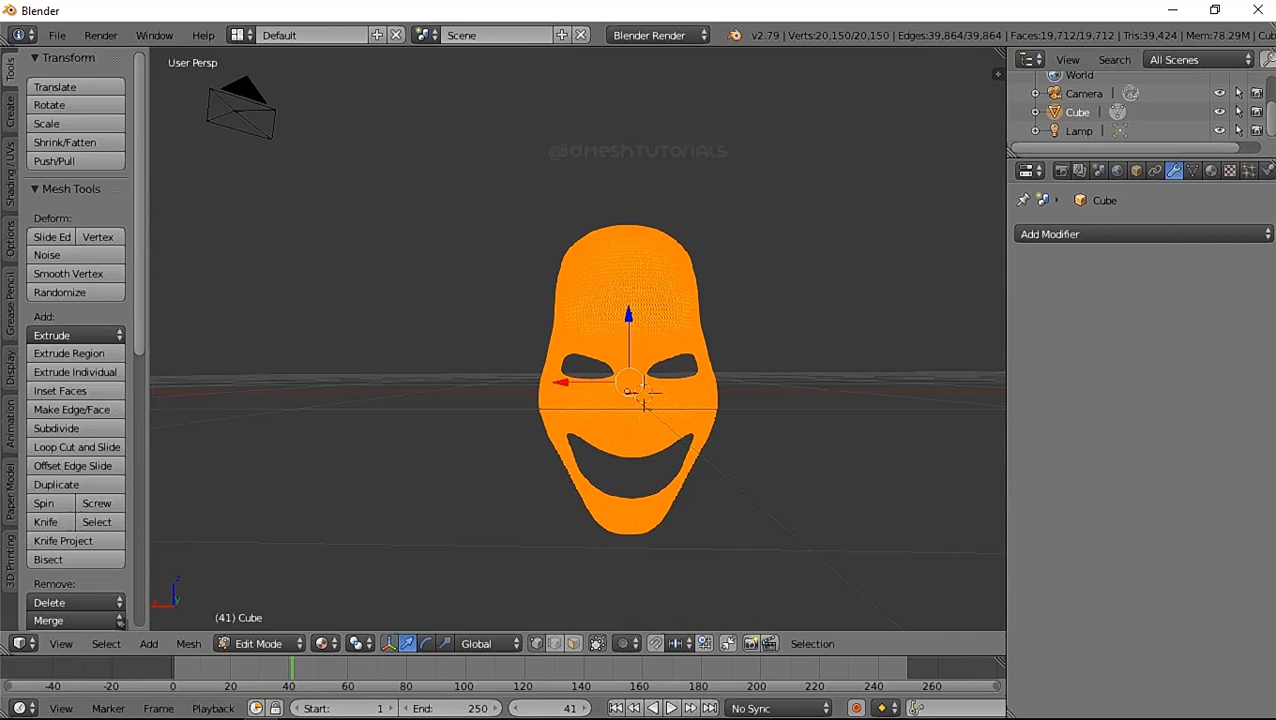 Blender
File Render Window Help Default Scene Blender Render v2.79 | Verts:20,150/20,150 | Edges:39,864/39,864 | Faces:19,712/19,712 | Tris:39,424 | Mem:78.29M | Cub
Tools
Create
Shading / UVs
Options
Grease Pencil
Display
Animation
Paper Model
3D Printing
Transform
Translate
Rotate
Scale
Shrink/Fatten
Push/Pull
Mesh Tools
Deform:
Slide Ed Vertex
Noise
Smooth Vertex
Randomize
Add:
Extrude
Extrude Region
Extrude Individual
Inset Faces
Make Edge/Face
Subdivide
Loop Cut and Slide
Offset Edge Slide
Duplicate
Spin Screw
Knife Select
Knife Project
Bisect
Remove:
Delete
Merge
User Persp
@dMeshTutorials
z
x y
(41) Cube
View Search All Scenes
World
Camera
Cube
Lamp
Cube
Add Modifier
View Select Add Mesh Edit Mode Global Selection
-40 -20 0 20 40 60 80 100 120 140 160 180 200 220 240 260
View Marker Frame Playback Start: 1 End: 250 41 No Sync